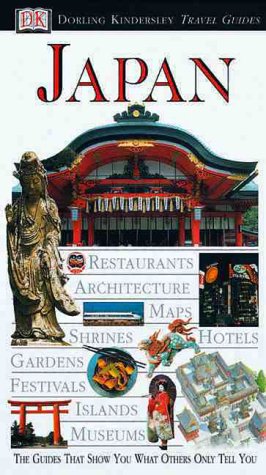 DK
DORLING KINDERSLEY TRAVEL GUIDES
JAPAN
RESTAURANTS
ARCHITECTURE
MAPS
SHRINES
HOTELS
GARDENS
FESTIVALS
ISLANDS
MUSEUMS
THE GUIDES THAT SHOW YOU WHAT OTHERS ONLY TELL YOU